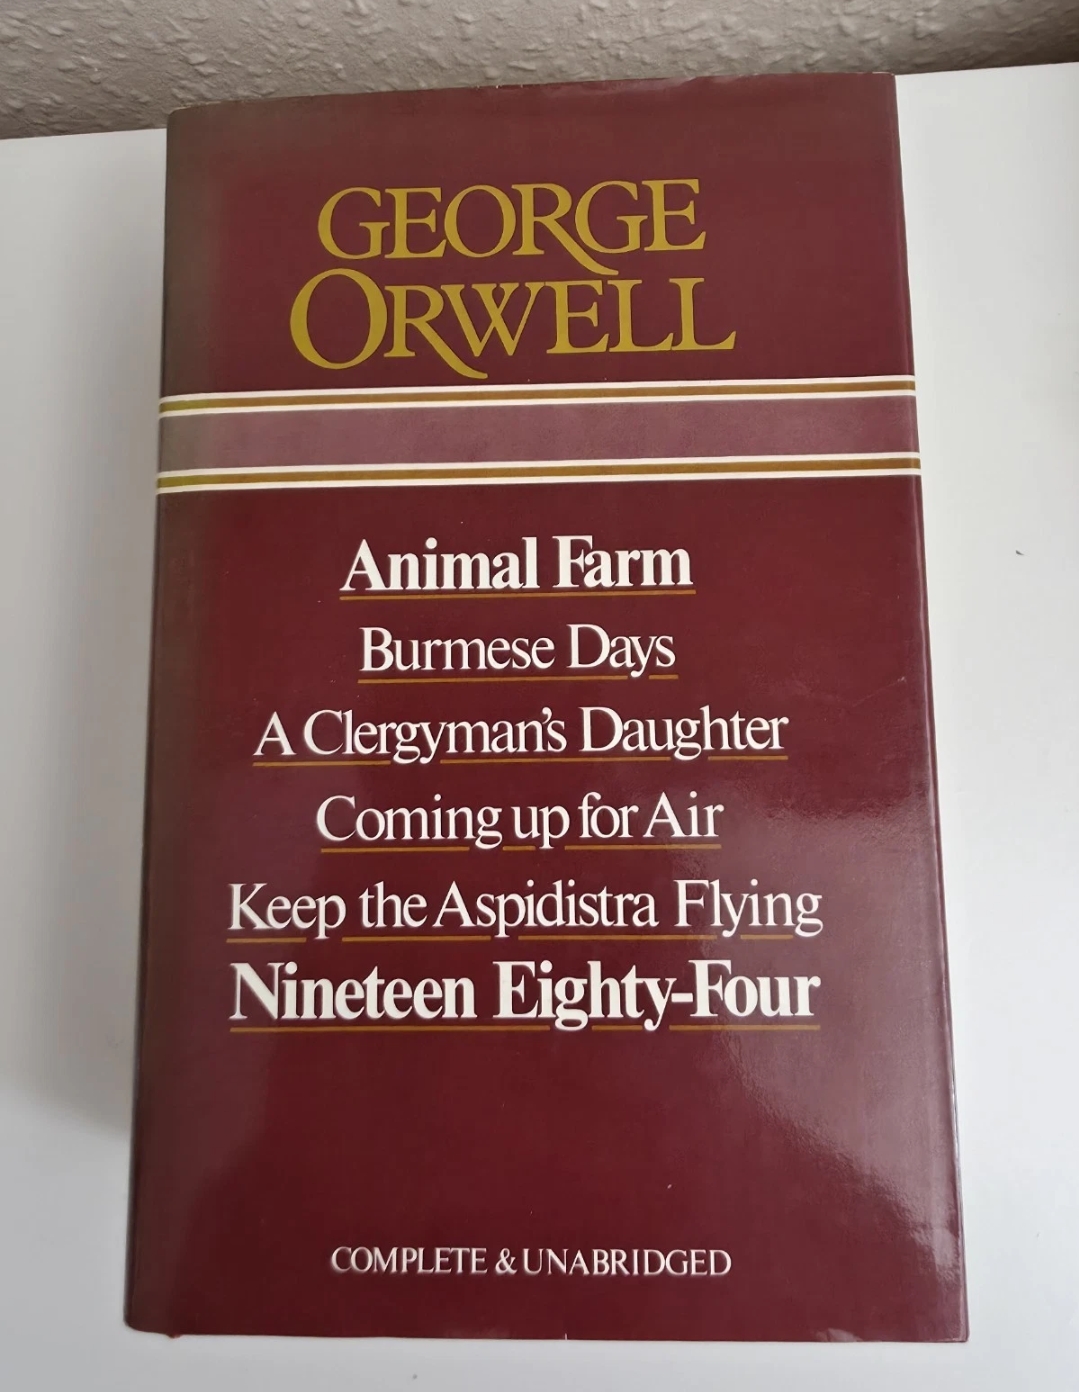 GEORGE
ORWELL
Animal Farm
Burmese Days
A Clergyman's Daughter
Coming up for Air
Keep the Aspidistra Flying
Nineteen Eighty-Four
COMPLETE & UNABRIDGED